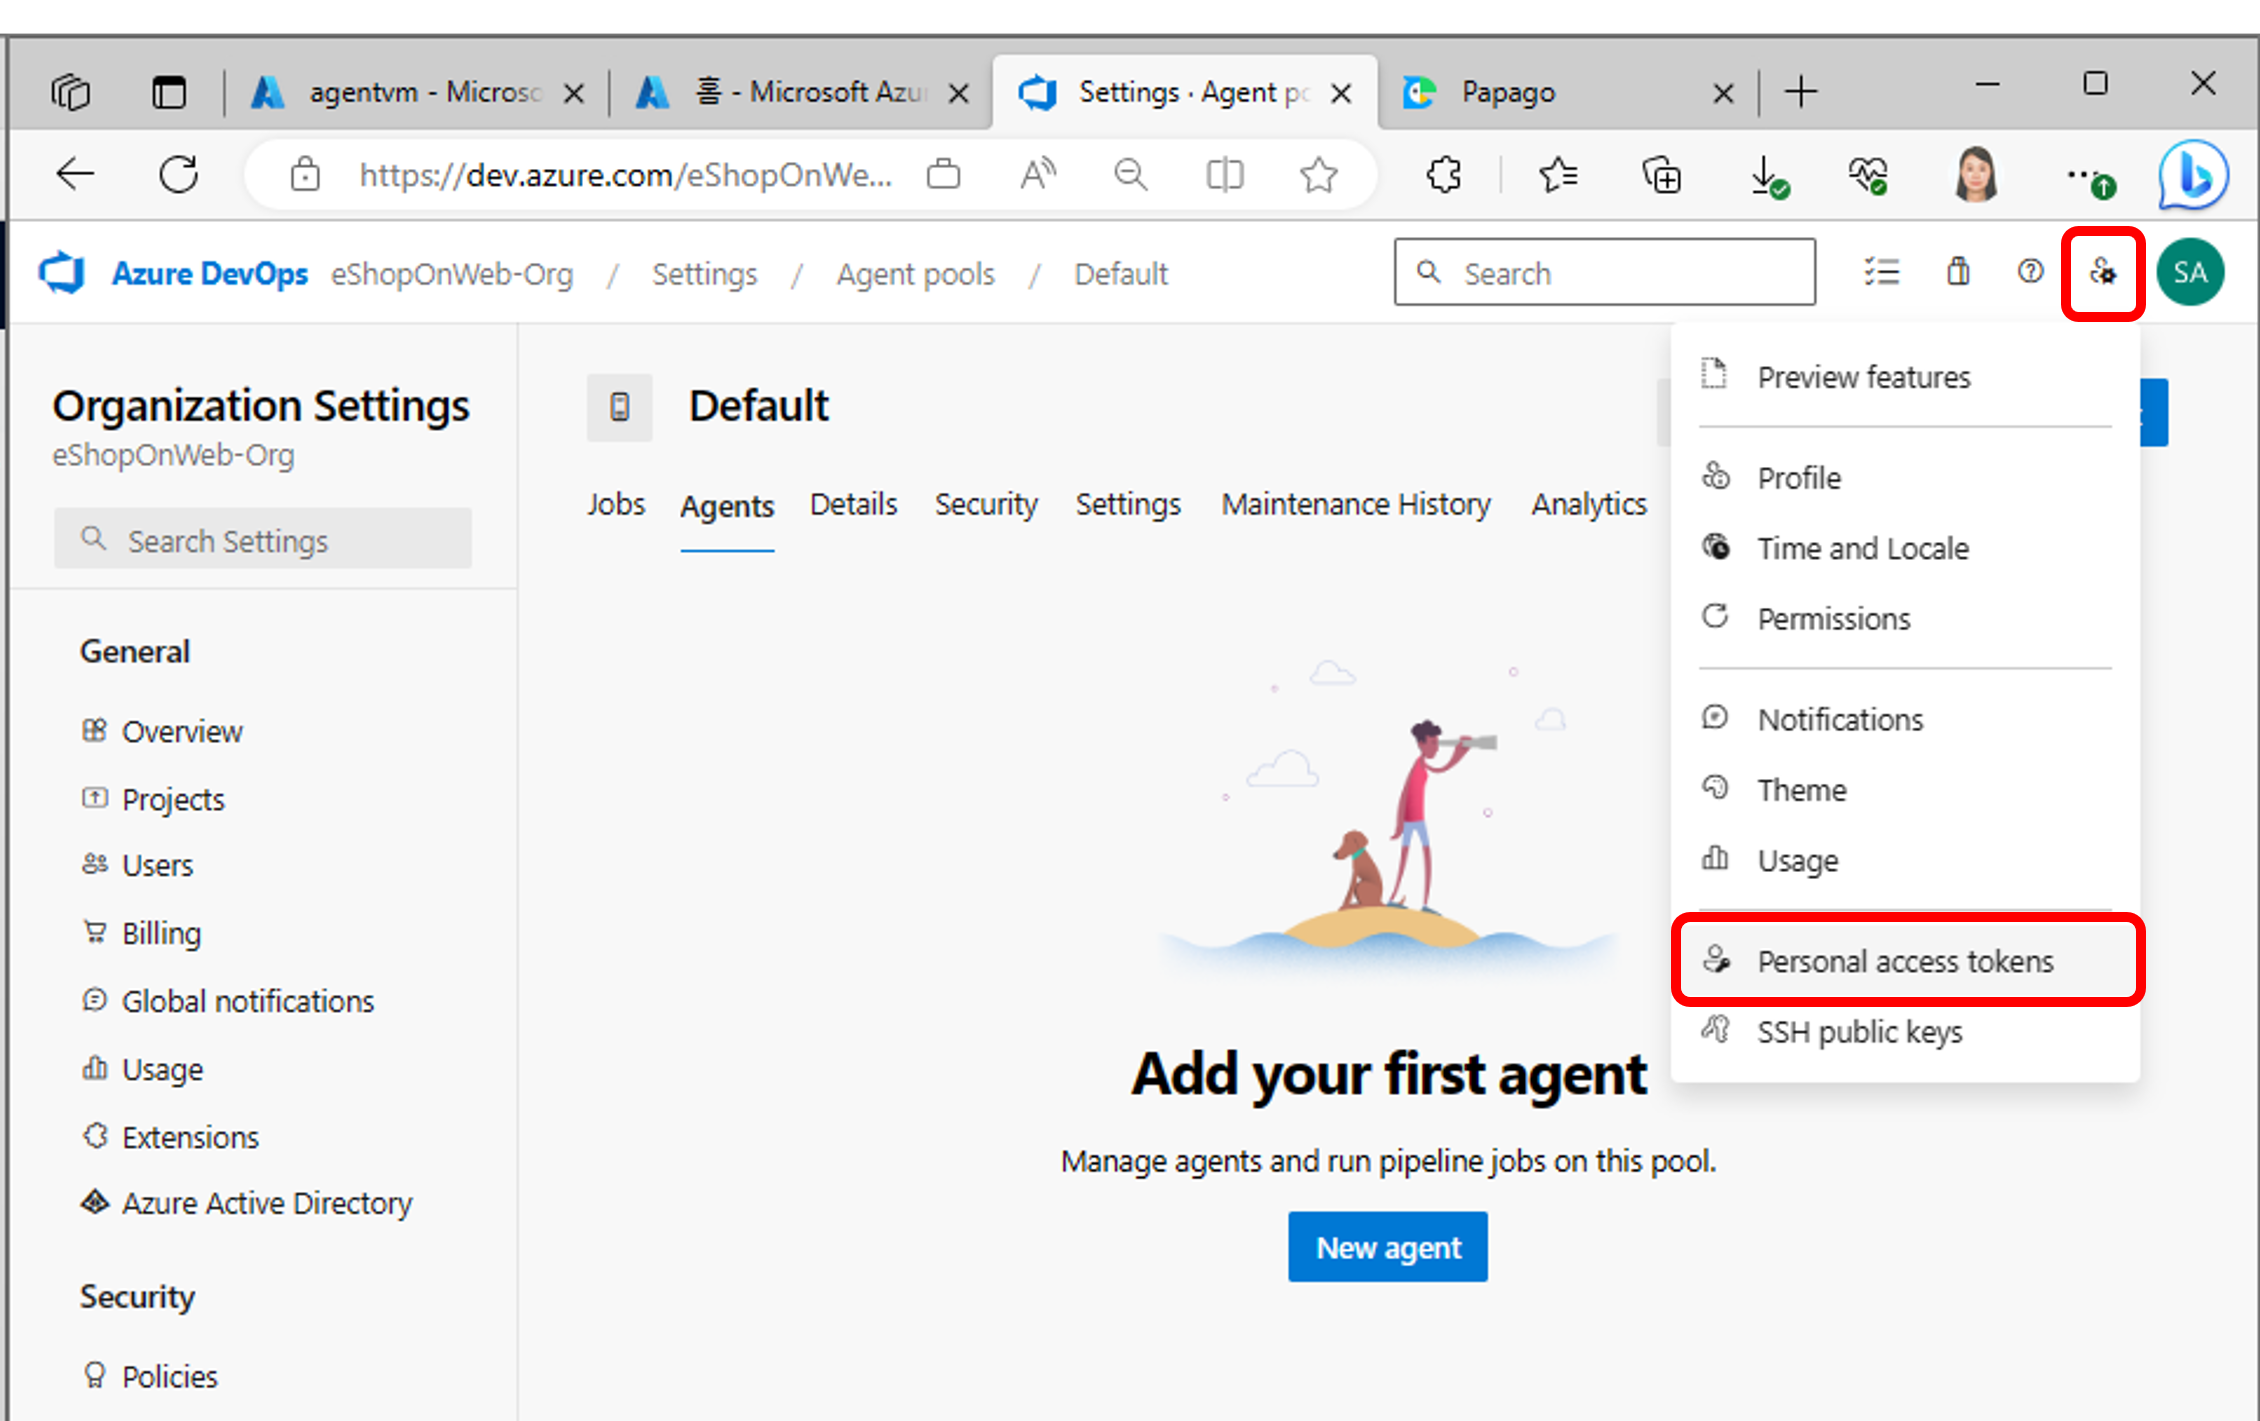 agentvm - Microso
홈 - Microsoft Azu
Settings · Agent po
Papago
https://dev.azure.com/eShopOnWe...
Azure DevOps eShopOnWeb-Org / Settings / Agent pools / Default
Search
SA
Organization Settings
eShopOnWeb-Org
Search Settings
General
Overview
Projects
Users
Billing
Global notifications
Usage
Extensions
Azure Active Directory
Security
Policies
Default
Jobs Agents Details Security Settings Maintenance History Analytics
Add your first agent
Manage agents and run pipeline jobs on this pool.
New agent
Preview features
Profile
Time and Locale
Permissions
Notifications
Theme
Usage
Personal access tokens
SSH public keys